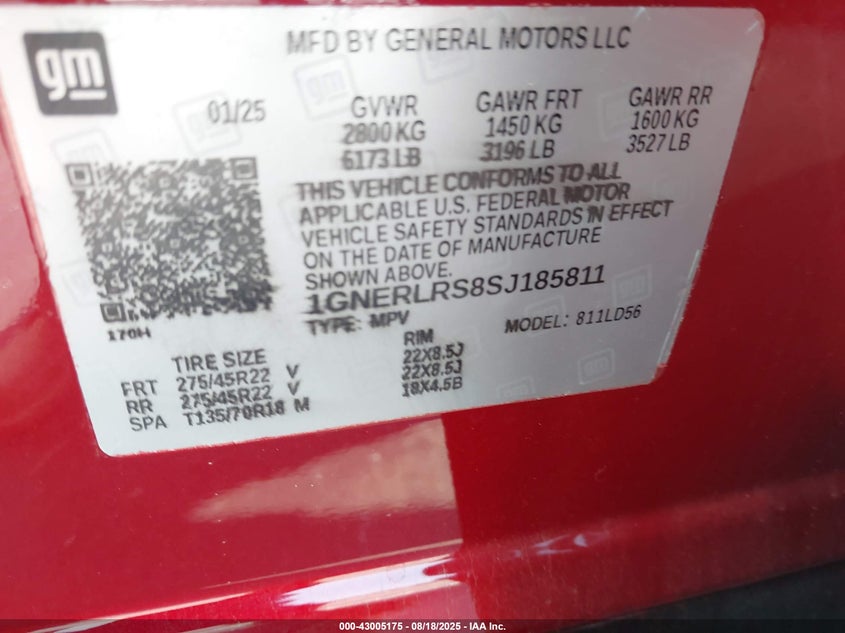 gm
MFD BY GENERAL MOTORS LLC
01/25
GVWR
2800 KG
6173 LB
GAWR FRT
1450 KG
3196 LB
GAWR RR
1600 KG
3527 LB
THIS VEHICLE CONFORMS TO ALL
APPLICABLE U.S. FEDERAL MOTOR
VEHICLE SAFETY STANDARDS IN EFFECT
ON THE DATE OF MANUFACTURE
SHOWN ABOVE.
1GNERLRS8SJ185811
TYPE: MPV
MODEL: 811LD56
170H
TIRE SIZE
RIM
FRT 275/45R22 V 22X8.5J
RR 275/45R22 V 22X8.5J
SPA T135/70R18 M 18X4.5B
000-43005175 - 08/18/2025 - IAA Inc.